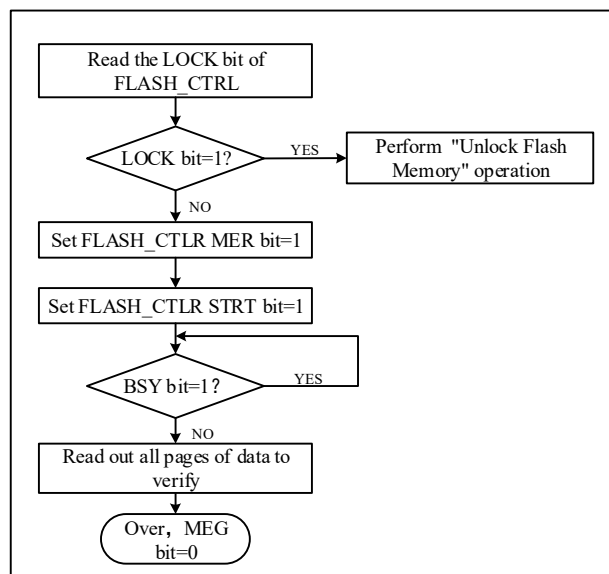 Read the LOCK bit of
FLASH_CTRL
LOCK bit=1?
YES
Perform "Unlock Flash
Memory" operation
NO
Set FLASH_CTLR MER bit=1
Set FLASH_CTLR STRT bit=1
BSY bit=1？
YES
NO
Read out all pages of data to
verify
Over，MEG
bit=0